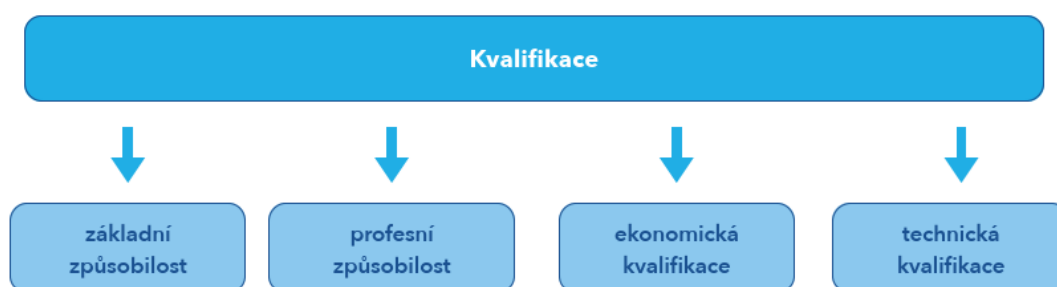 Kvalifikace
základní
způsobilost
profesní
způsobilost
ekonomická
kvalifikace
technická
kvalifikace